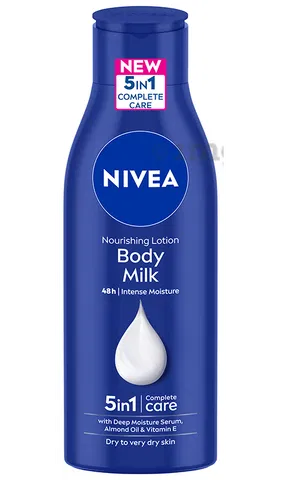 NEW
5IN1
COMPLETE
CARE
NIVEA
Nourishing Lotion
Body
Milk
48h | Intense Moisture
5in1 | Complete care
with Deep Moisture Serum,
Almond Oil & Vitamin E
Dry to very dry skin